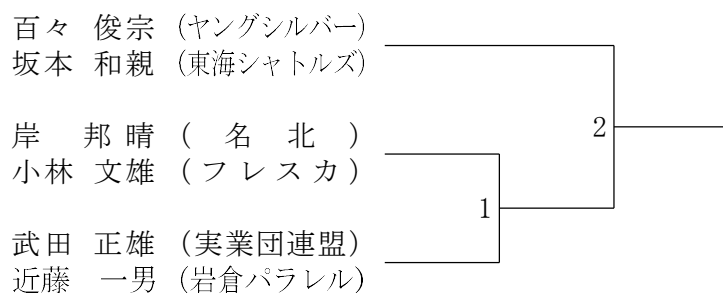 百々 俊宗 (ヤングシルバー)
坂本 和親 (東海シャトルズ)
2
岸 邦晴 (名北)
小林 文雄 (フレスカ)
1
武田 正雄 (実業団連盟)
近藤 一男 (岩倉パラレル)